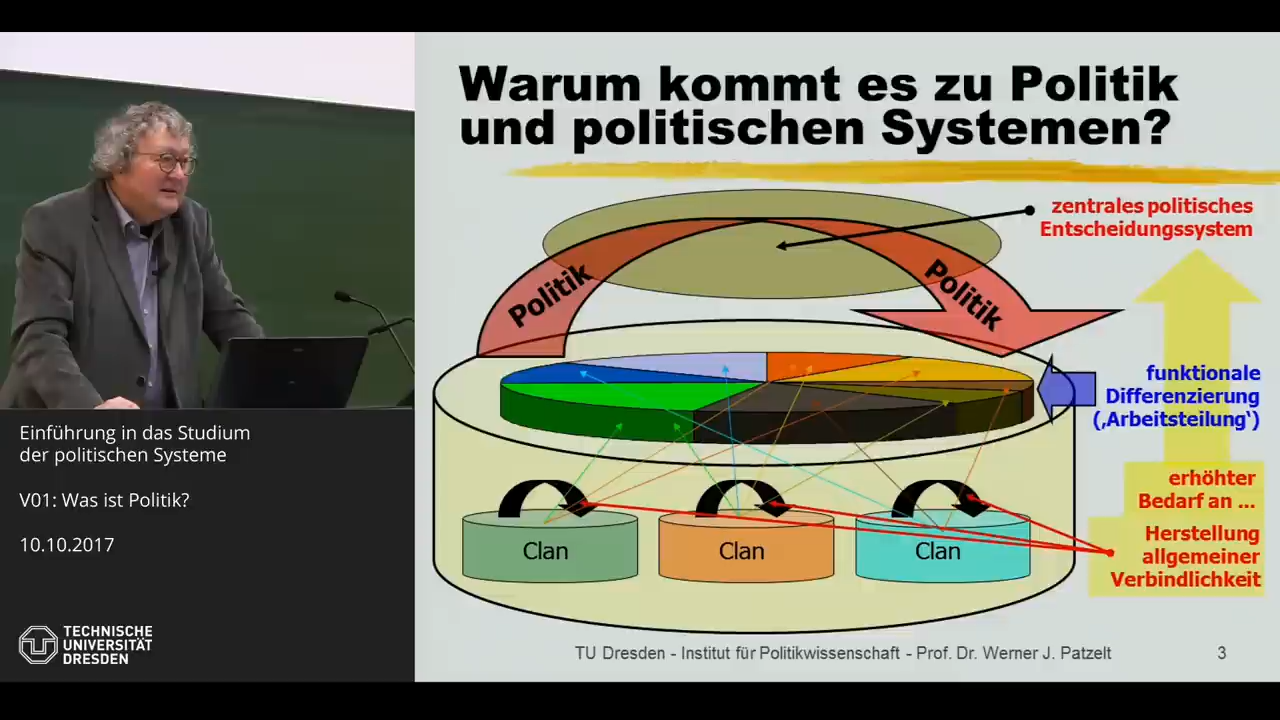 Warum kommt es zu Politik
und politischen Systemen?
zentrales politisches
Entscheidungssystem
Politik
Politik
funktionale
Differenzierung
(‚Arbeitsteilung‘)
erhöhter
Bedarf an ...
Herstellung
allgemeiner
Verbindlichkeit
Clan
Clan
Clan
TU Dresden - Institut für Politikwissenschaft - Prof. Dr. Werner J. Patzelt
3
Einführung in das Studium
der politischen Systeme
V01: Was ist Politik?
10.10.2017
TECHNISCHE
UNIVERSITÄT
DRESDEN